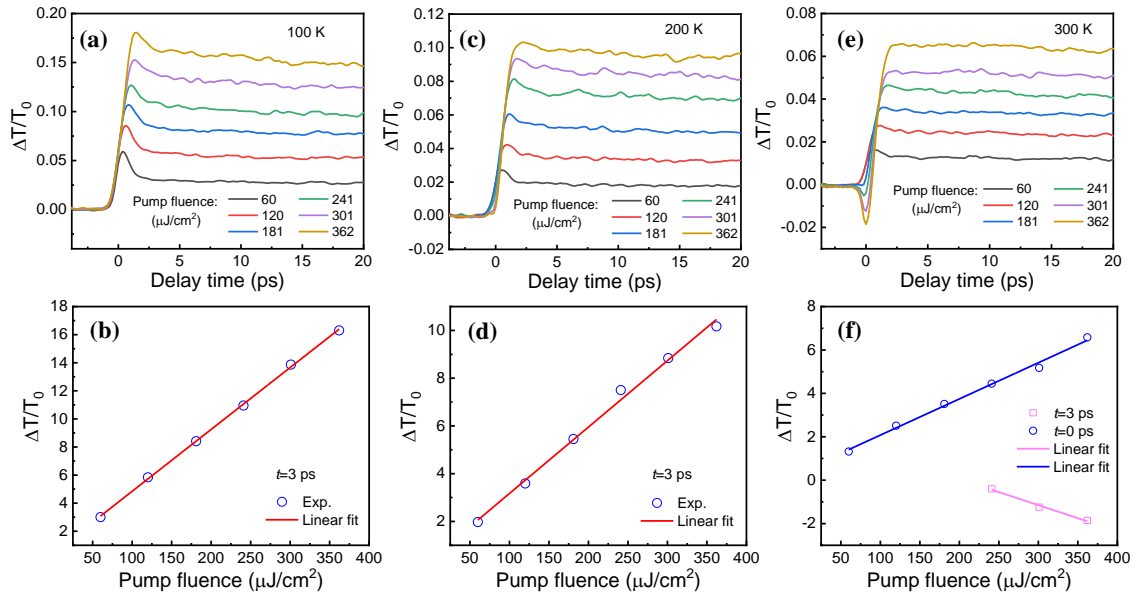 (a)
100 K
0.20
0.15
0.10
0.05
0.00
ΔT/T0
Pump fluence:
(μJ/cm2)
60
120
181
241
301
362
0 5 10 15 20
Delay time (ps)
(c)
200 K
0.12
0.10
0.08
0.06
0.04
0.02
0.00
-0.02
ΔT/T0
Pump fluence:
(μJ/cm2)
60
120
181
241
301
362
0 5 10 15 20
Delay time (ps)
(e)
300 K
0.08
0.06
0.04
0.02
-0.00
-0.02
ΔT/T0
Pump fluence:
(μJ/cm2)
60
120
181
241
301
362
0 5 10 15 20
Delay time (ps)
(b)
18
16
14
12
10
8
6
4
2
ΔT/T0
t=3 ps
Exp.
Linear fit
50 100 150 200 250 300 350 400
Pump fluence (μJ/cm2)
(d)
10
8
6
4
2
ΔT/T0
t=3 ps
Exp.
Linear fit
50 100 150 200 250 300 350 400
Pump fluence (μJ/cm2)
(f)
8
6
4
2
0
-2
ΔT/T0
t=3 ps
t=0 ps
Linear fit
Linear fit
50 100 150 200 250 300 350 400
Pump fluence (μJ/cm2)